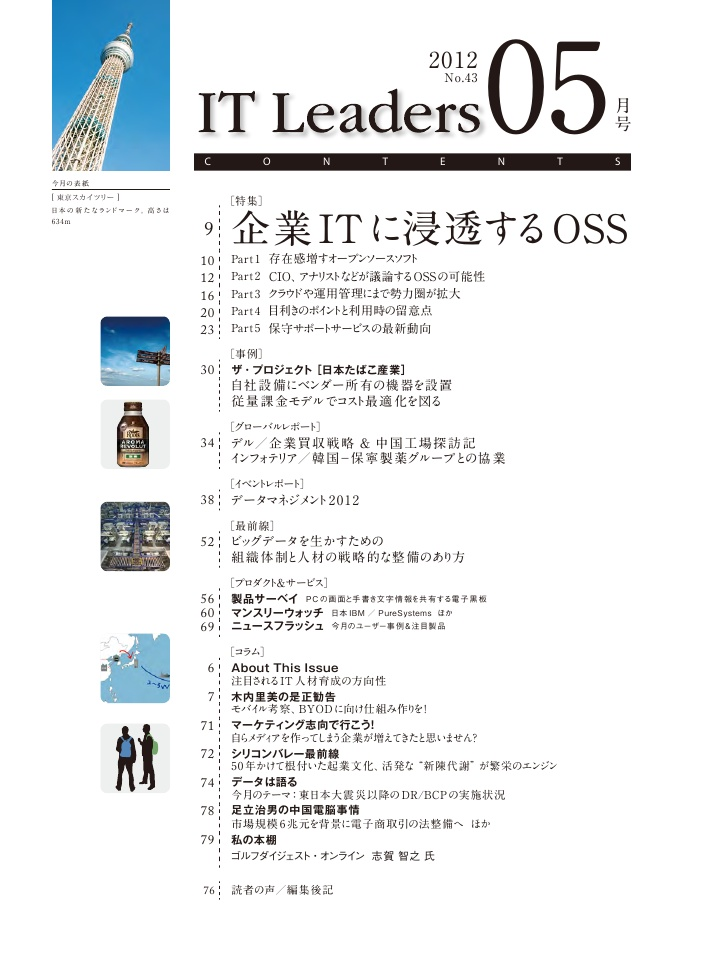 2012
No.43
05
月号
IT Leaders
CONTENTS
今月の表紙
[ 東京スカイツリー ]
日本の新たなランドマーク。高さは
634m
［特集］
9 企業ITに浸透するOSS
10 Part1 存在感増すオープンソースソフト
12 Part2 CIO、アナリストなどが議論するOSSの可能性
16 Part3 クラウドや運用管理にまで勢力圏が拡大
20 Part4 目利きのポイントと利用時の留意点
23 Part5 保守サポートサービスの最新動向
［事例］
30 ザ・プロジェクト［日本たばこ産業］
自社設備にベンダー所有の機器を設置
従量課金モデルでコスト最適化を図る
［グローバルレポート］
34 デル／企業買収戦略 & 中国工場探訪記
インフォテリア／韓国－保寧製薬グループとの協業
［イベントレポート］
38 データマネジメント2012
［最前線］
52 ビッグデータを生かすための
組織体制と人材の戦略的な整備のあり方
［プロダクト&サービス］
56 製品サーベイ PCの画面と手書き文字情報を共有する電子黒板
60 マンスリーウォッチ 日本IBM ／ PureSystems ほか
69 ニュースフラッシュ 今月のユーザー事例&注目製品
［コラム］
6 About This Issue
注目されるIT人材育成の方向性
7 木内里美の是正勧告
モバイル考察、BYODに向け仕組み作りを！
71 マーケティング志向で行こう！
自らメディアを作ってしまう企業が増えてきたと思いません？
72 シリコンバレー最前線
50年かけて根付いた起業文化、活発な“新陳代謝”が繁栄のエンジン
74 データは語る
今月のテーマ：東日本大震災以降のDR/BCPの実施状況
78 足立治男の中国電脳事情
市場規模6兆元を背景に電子商取引の法整備へ ほか
79 私の本棚
ゴルフダイジェスト・オンライン 志賀 智之 氏
76 読者の声／編集後記
AROMA